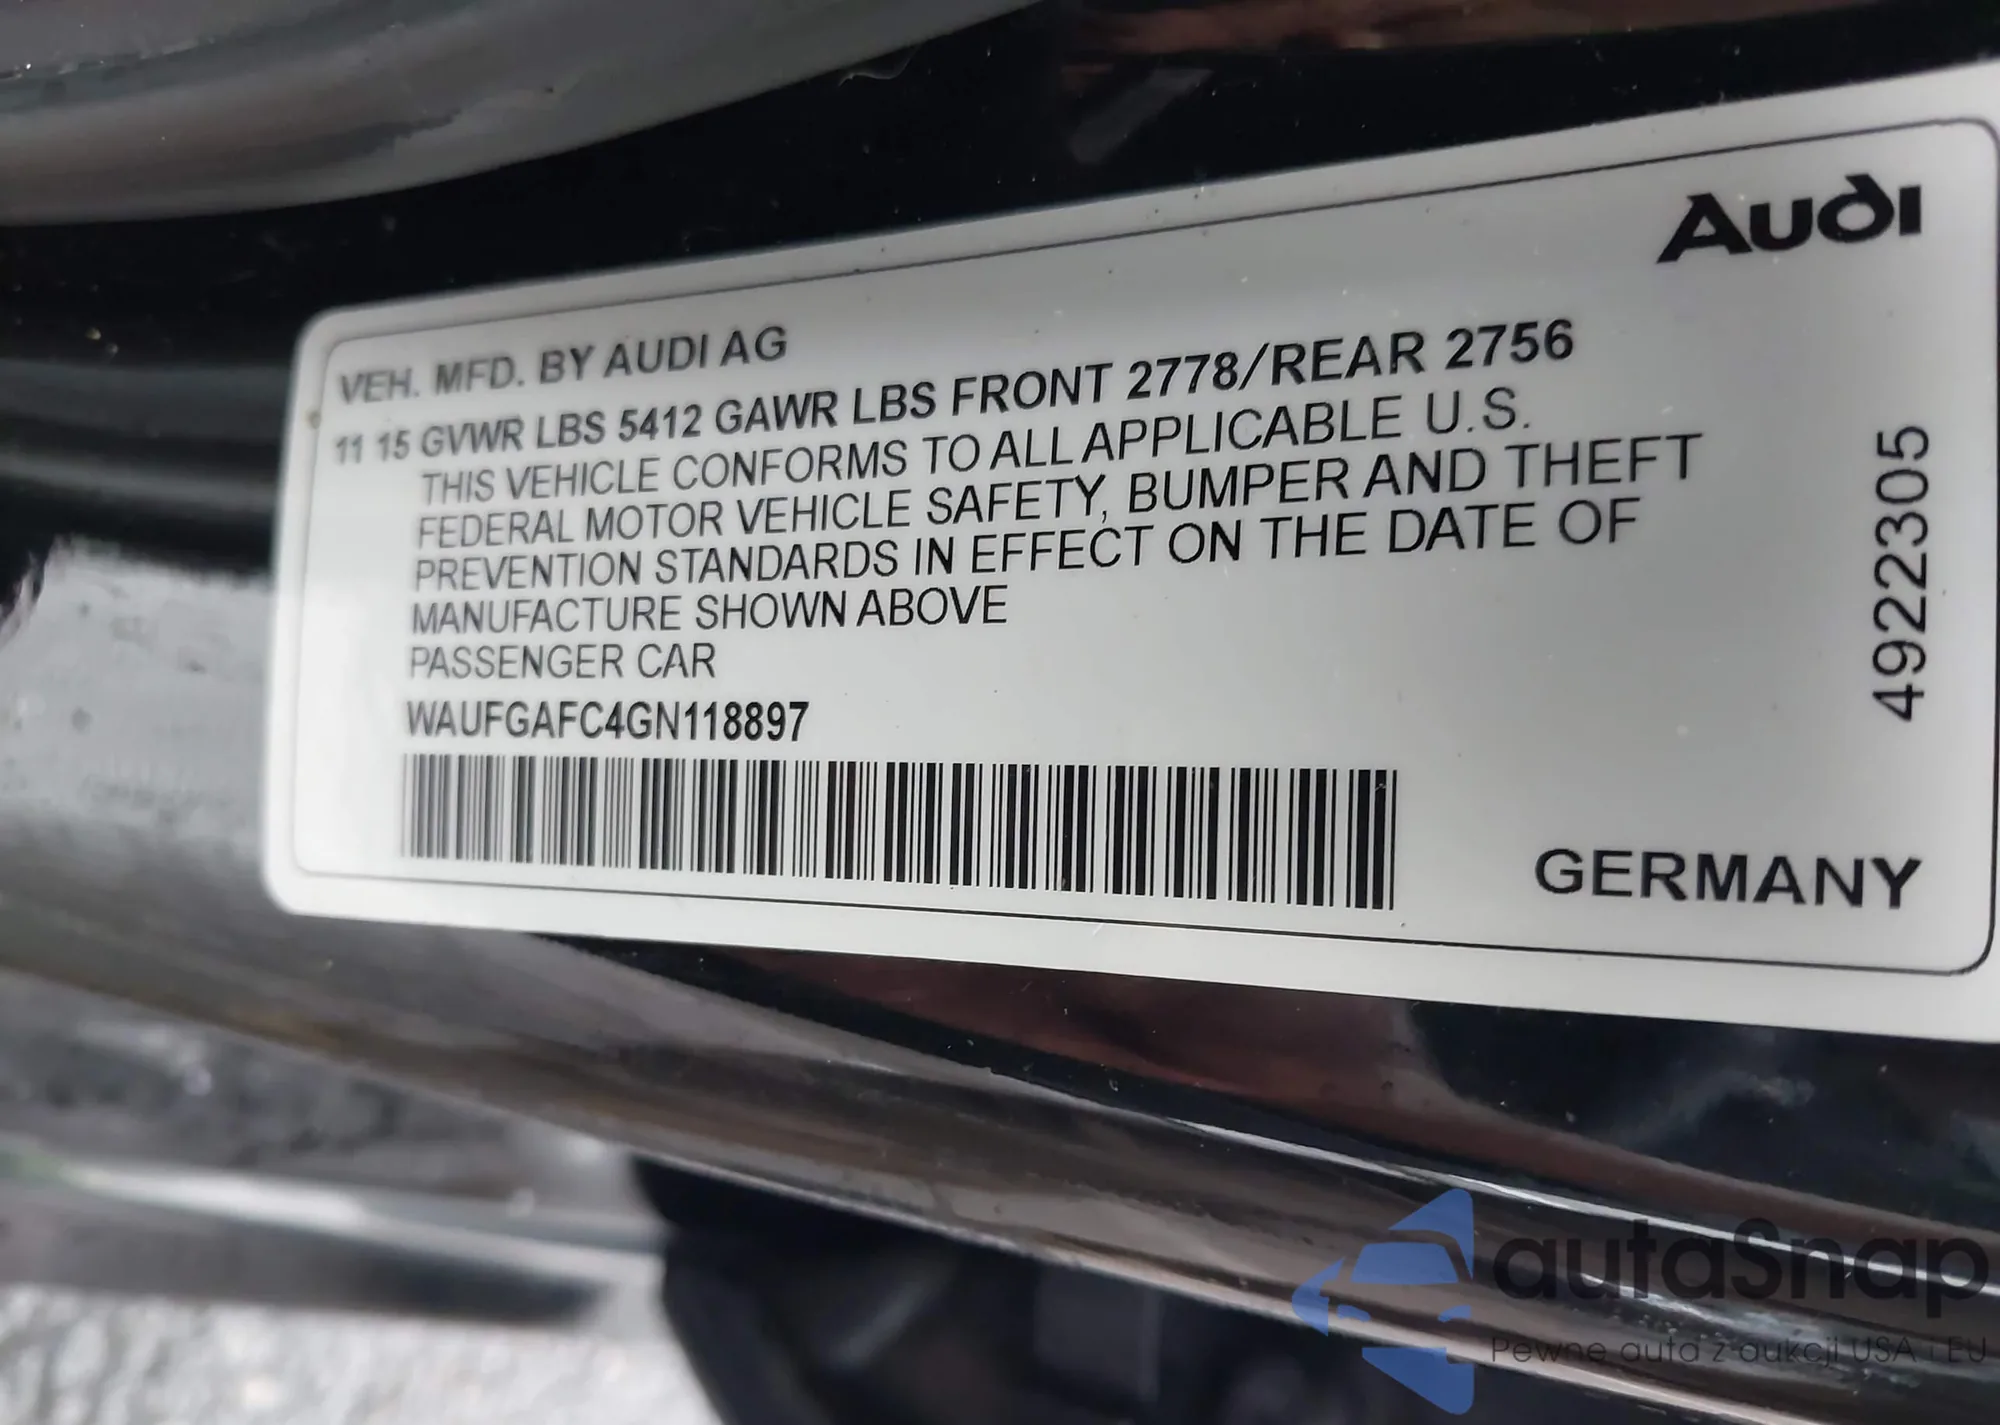 Audi
VEH. MFD. BY AUDI AG
11 15 GVWR LBS 5412 GAWR LBS FRONT 2778/REAR 2756
THIS VEHICLE CONFORMS TO ALL APPLICABLE U.S.
FEDERAL MOTOR VEHICLE SAFETY, BUMPER AND THEFT
PREVENTION STANDARDS IN EFFECT ON THE DATE OF
MANUFACTURE SHOWN ABOVE
PASSENGER CAR
WAUFGAFC4GN118897
4922305
GERMANY
autaSnap
Pewne auta z aukcji USA i EU